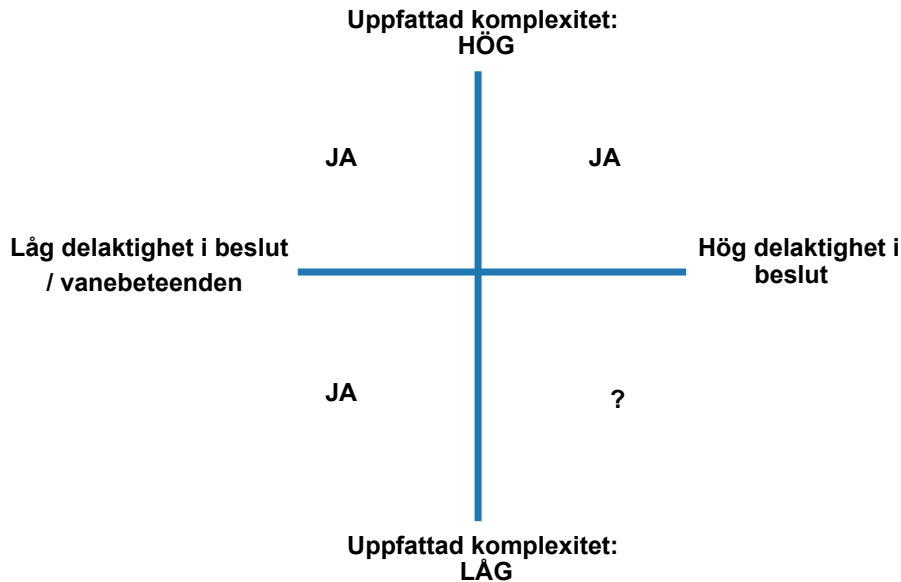 Uppfattad komplexitet:
HÖG
JA
JA
Låg delaktighet i beslut
/ vanebeteenden
Hög delaktighet i
beslut
JA
?
Uppfattad komplexitet:
LÅG